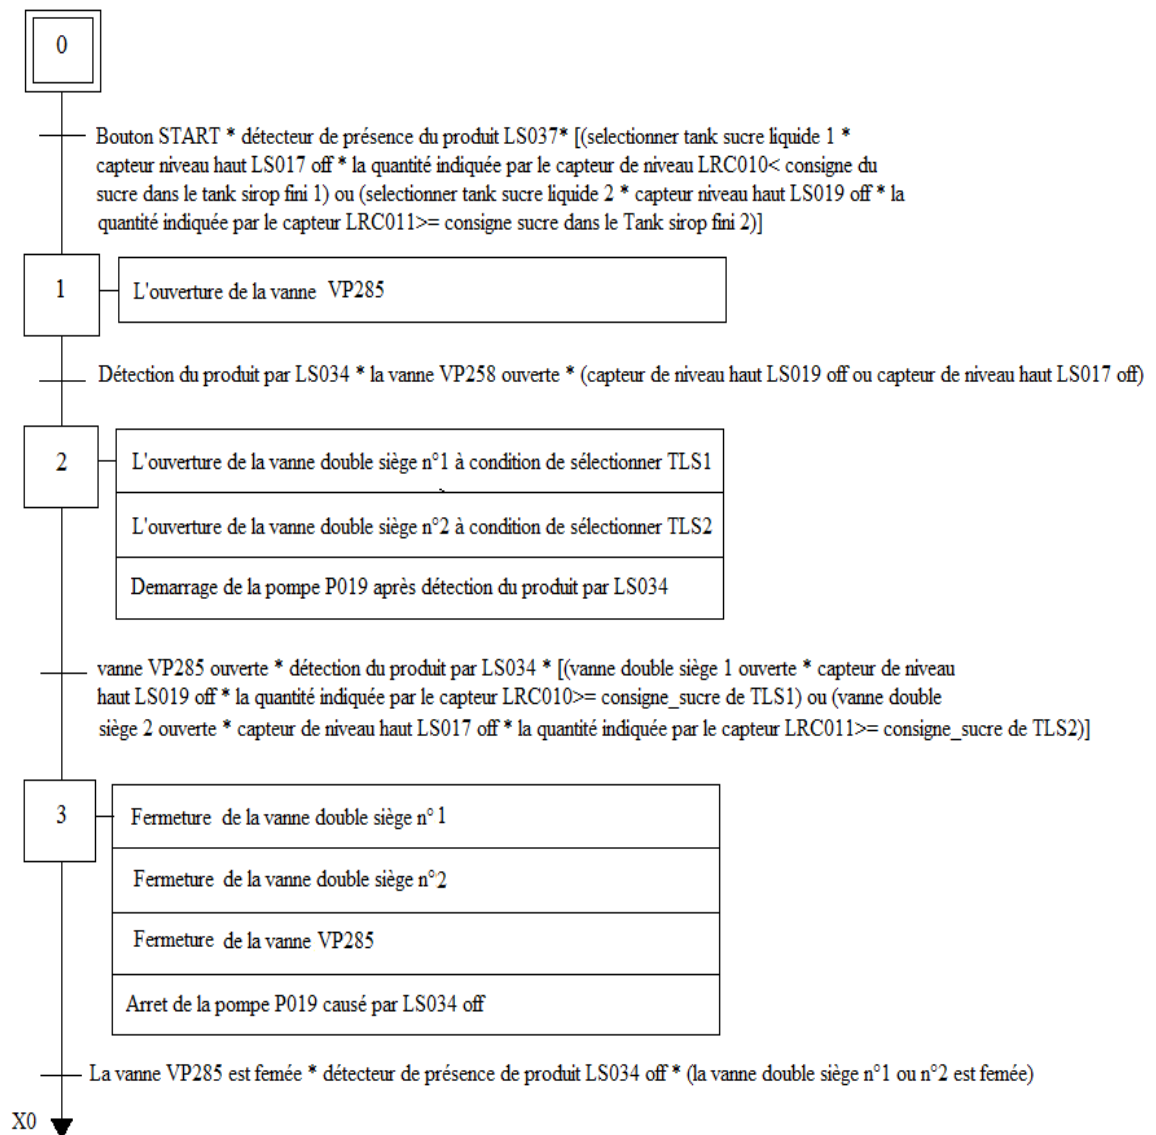 0
Bouton START * détecteur de présence du produit LS037* [(selectionner tank sucre liquide 1 *
capteur niveau haut LS017 off * la quantité indiquée par le capteur de niveau LRC010< consigne du
sucre dans le tank sirop fini 1) ou (selectionner tank sucre liquide 2 * capteur niveau haut LS019 off * la
quantité indiquée par le capteur LRC011>= consigne sucre dans le Tank sirop fini 2)]
1
L'ouverture de la vanne VP285
Détection du produit par LS034 * la vanne VP258 ouverte * (capteur de niveau haut LS019 off ou capteur de niveau haut LS017 off)
2
L'ouverture de la vanne double siège n°1 à condition de sélectionner TLS1
L'ouverture de la vanne double siège n°2 à condition de sélectionner TLS2
Demarrage de la pompe P019 après détection du produit par LS034
vanne VP285 ouverte * détection du produit par LS034 * [(vanne double siège 1 ouverte * capteur de niveau
haut LS019 off * la quantité indiquée par le capteur LRC010>= consigne_sucre de TLS1) ou (vanne double
siège 2 ouverte * capteur de niveau haut LS017 off * la quantité indiquée par le capteur LRC011>= consigne_sucre de TLS2)]
3
Fermeture de la vanne double siège n°1
Fermeture de la vanne double siège n°2
Fermeture de la vanne VP285
Arret de la pompe P019 causé par LS034 off
La vanne VP285 est femée * détecteur de présence de produit LS034 off * (la vanne double siège n°1 ou n°2 est femée)
X0